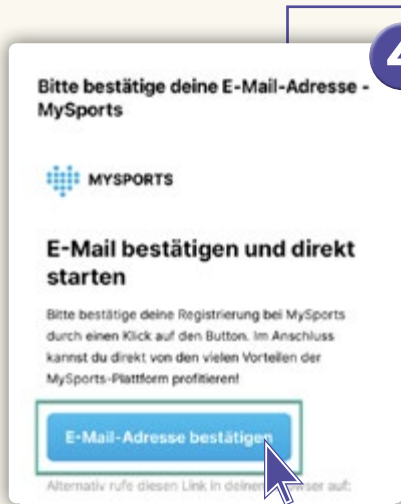 4
Bitte bestätige deine E-Mail-Adresse -
MySports
MYSPORTS
E-Mail bestätigen und direkt
starten
Bitte bestätige deine Registrierung bei MySports
durch einen Klick auf den Button. Im Anschluss
kannst du direkt von den vielen Vorteilen der
MySports-Plattform profitieren!
E-Mail-Adresse bestätigen
Alternativ rufe diesen Link in deinem Browser auf: